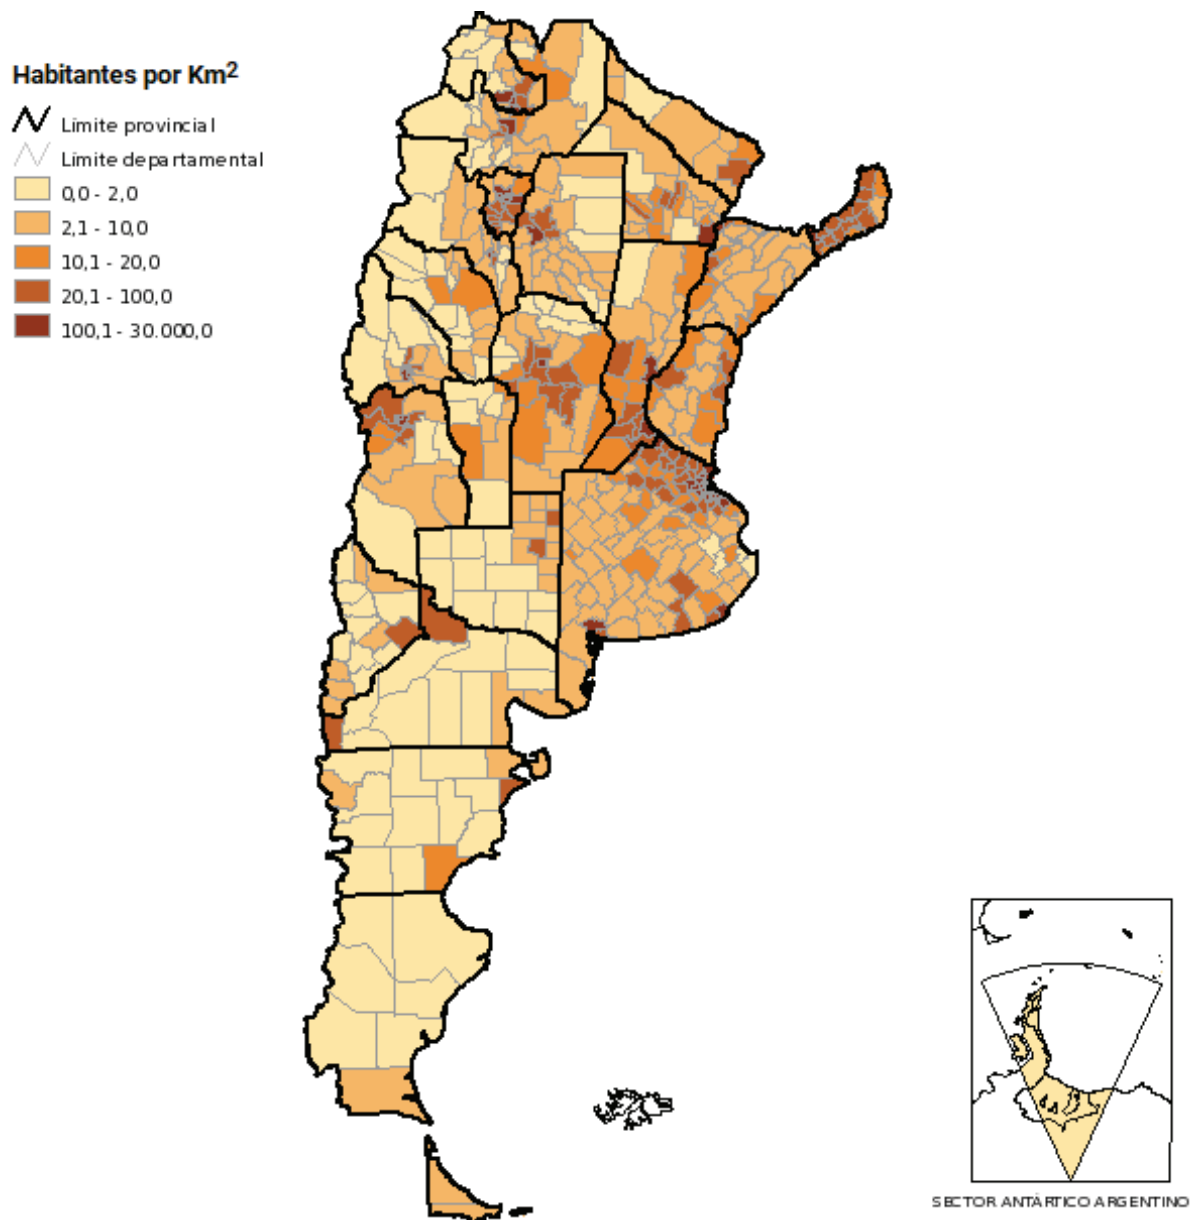 Habitantes por Km2
Límite provincial
Límite departamental
0,0 - 2,0
2,1 - 10,0
10,1 - 20,0
20,1 - 100,0
100,1 - 30.000,0
SECTOR ANTÁRTICO ARGENTINO